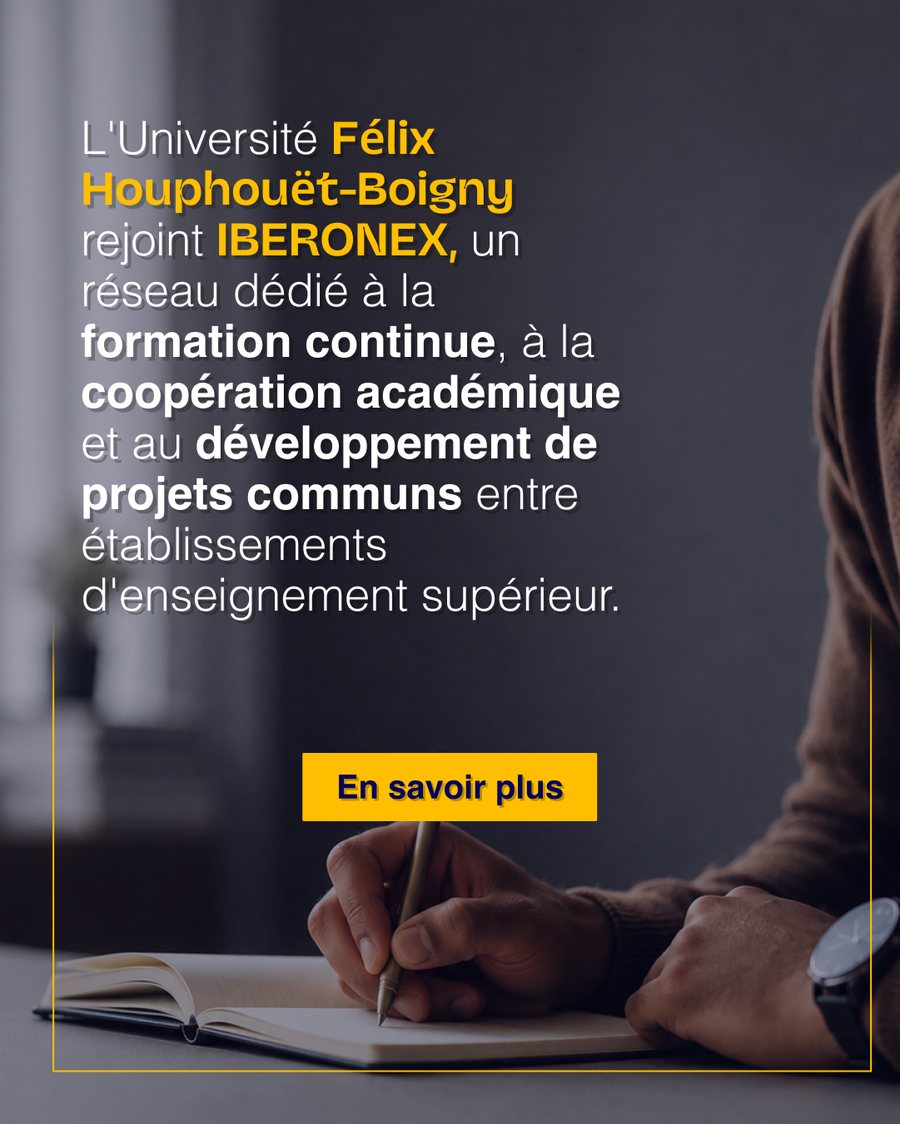 L'Université Félix
Houphouët-Boigny
rejoint IBERONEX, un
réseau dédié à la
formation continue, à la
coopération académique
et au développement de
projets communs entre
établissements
d'enseignement supérieur.
En savoir plus